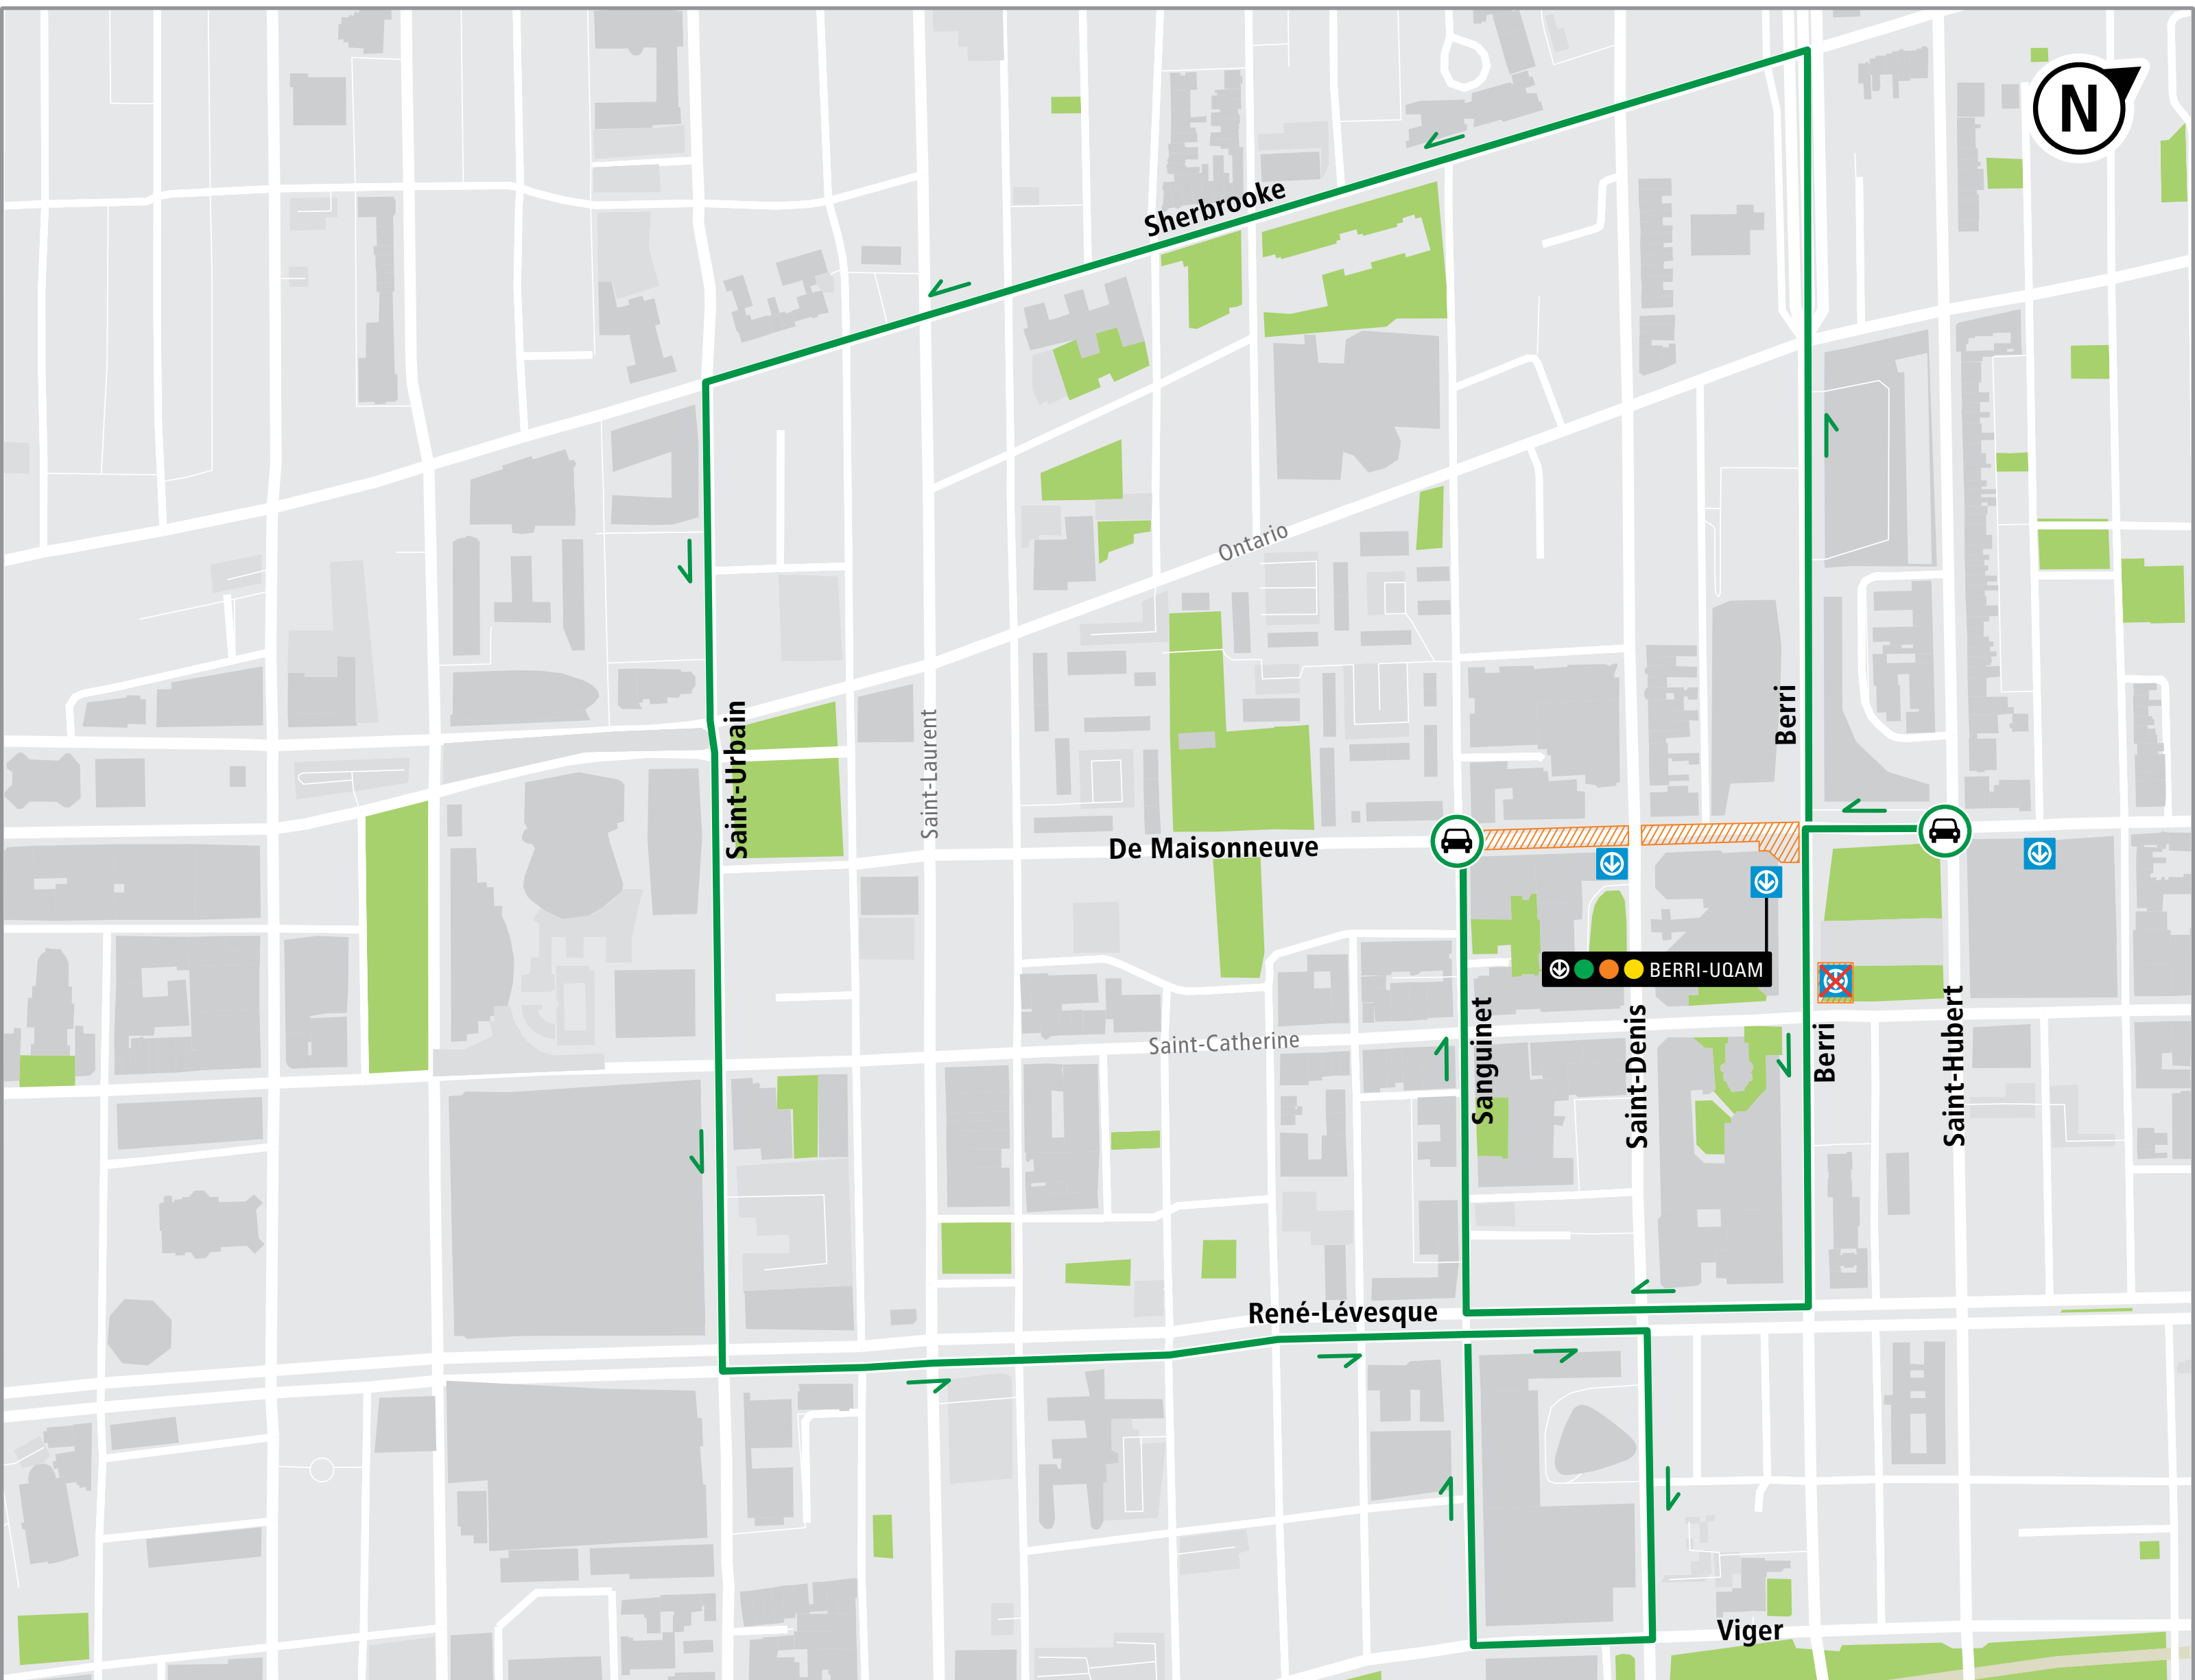 N
Sherbrooke
Ontario
Berri
Saint-Urbain
Saint-Laurent
De Maisonneuve
BERRI-UQAM
Saint-Catherine
Sanguinet
Saint-Denis
Berri
Saint-Hubert
René-Lévesque
Viger